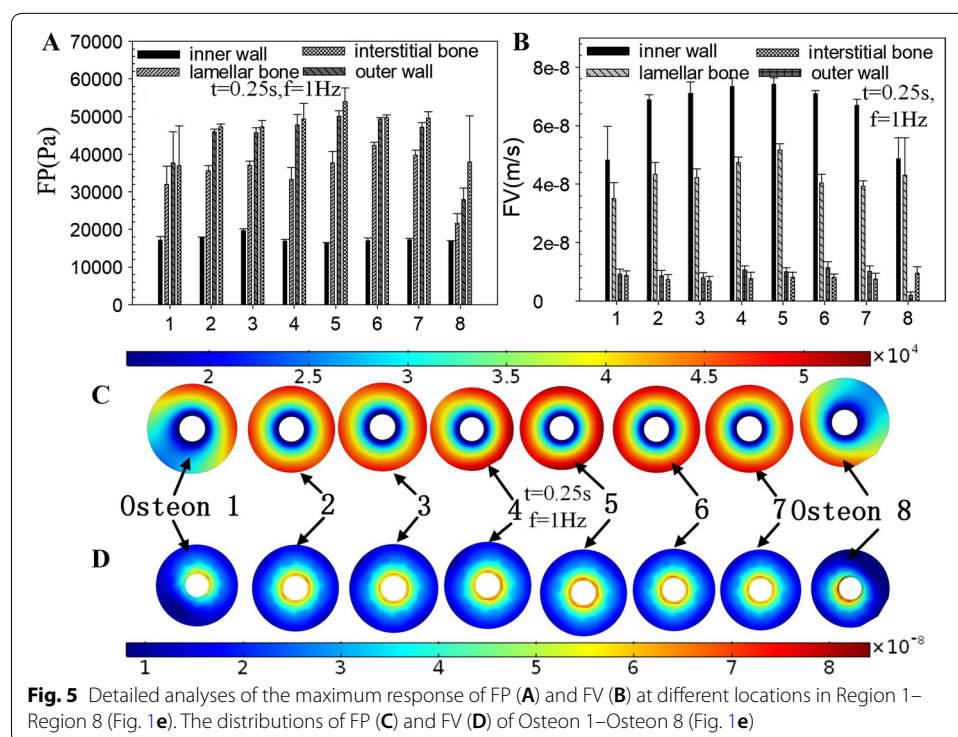 A
70000
60000
50000
40000
30000
20000
10000
0
FP(Pa)
inner wall
interstitial bone
lamellar bone
outer wall
t=0.25s,f=1Hz
1 2 3 4 5 6 7 8
B
8e-8
6e-8
4e-8
2e-8
0
FV(m/s)
inner wall
interstitial bone
lamellar bone
outer wall
t=0.25s,
f=1Hz
1 2 3 4 5 6 7 8
2 2.5 3 3.5 4 4.5 5 ×10⁴
C
Osteon 1 2 3 4 t=0.25s 5 6 7 Osteon 8
f=1Hz
D
1 2 3 4 5 6 7 8 ×10⁻⁸
Fig. 5 Detailed analyses of the maximum response of FP (A) and FV (B) at different locations in Region 1–
Region 8 (Fig. 1e). The distributions of FP (C) and FV (D) of Osteon 1–Osteon 8 (Fig. 1e)